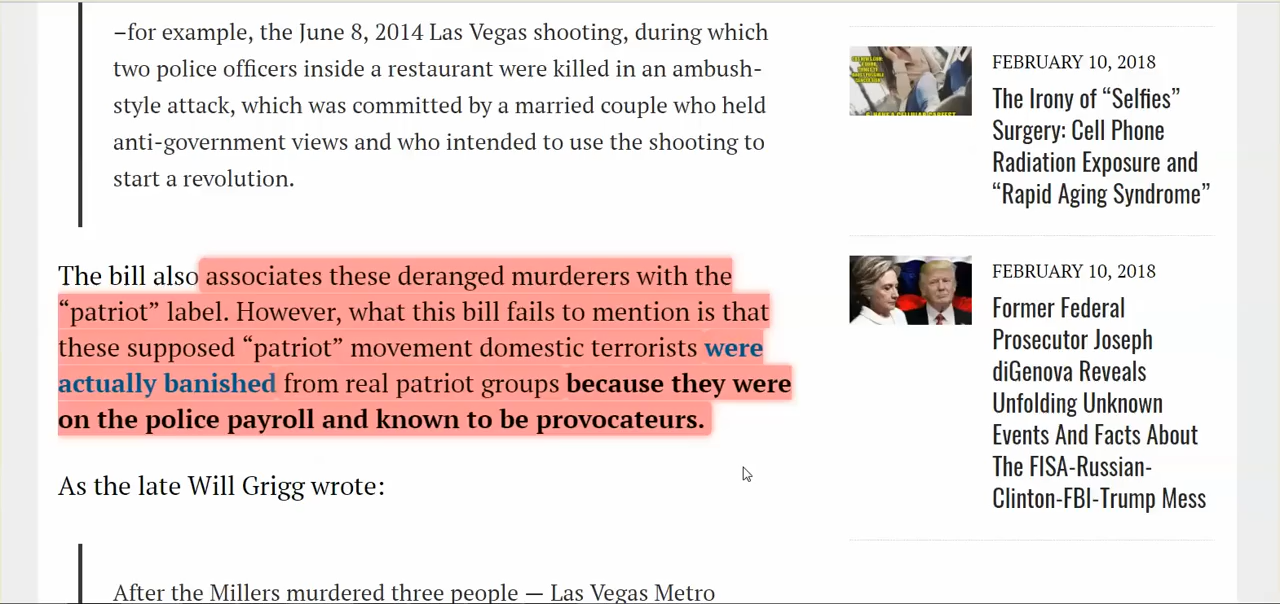 –for example, the June 8, 2014 Las Vegas shooting, during which
two police officers inside a restaurant were killed in an ambush-
style attack, which was committed by a married couple who held
anti-government views and who intended to use the shooting to
start a revolution.
The bill also associates these deranged murderers with the
“patriot” label. However, what this bill fails to mention is that
these supposed “patriot” movement domestic terrorists were
actually banished from real patriot groups because they were
on the police payroll and known to be provocateurs.
As the late Will Grigg wrote:
After the Millers murdered three people — Las Vegas Metro
FEBRUARY 10, 2018
The Irony of “Selfies”
Surgery: Cell Phone
Radiation Exposure and
“Rapid Aging Syndrome”
FEBRUARY 10, 2018
Former Federal
Prosecutor Joseph
diGenova Reveals
Unfolding Unknown
Events And Facts About
The FISA-Russian-
Clinton-FBI-Trump Mess